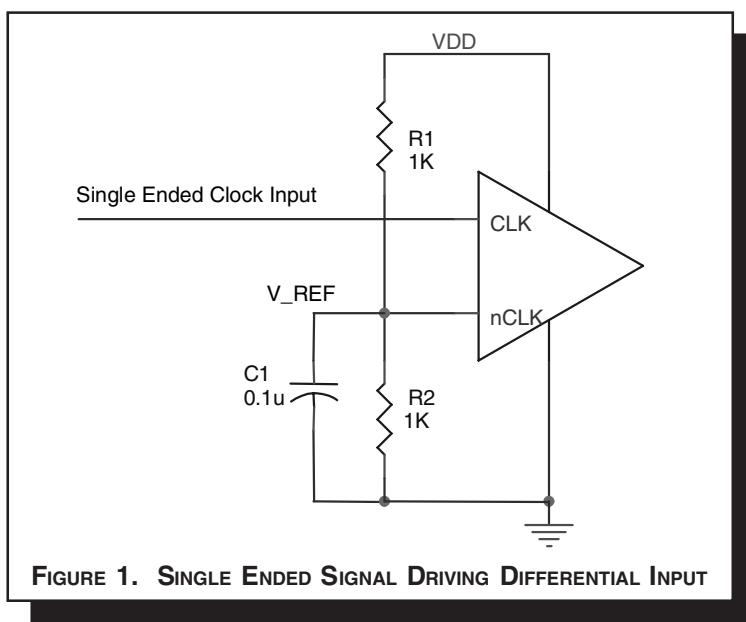 VDD
R1
1K
Single Ended Clock Input
CLK
V_REF
nCLK
C1
0.1u
R2
1K
FIGURE 1. SINGLE ENDED SIGNAL DRIVING DIFFERENTIAL INPUT